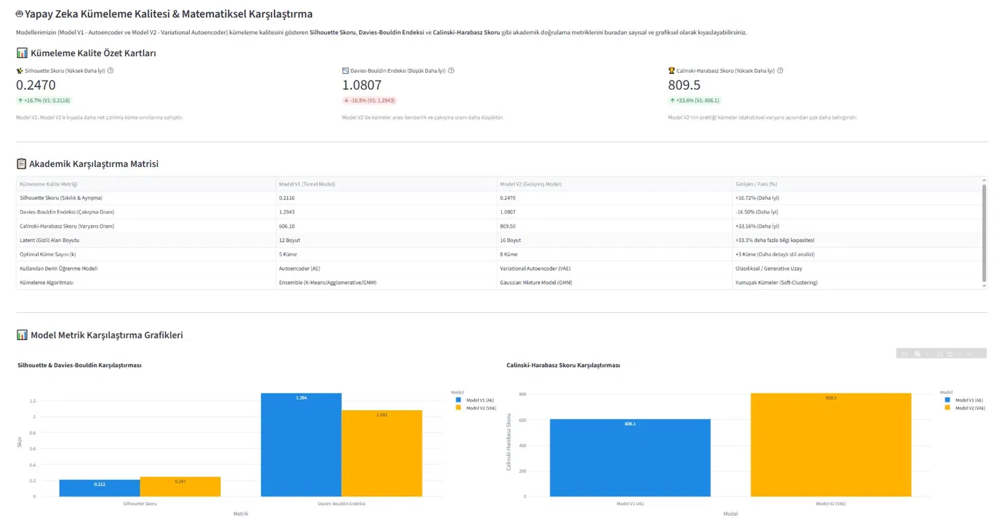 Yapay Zeka Kümeleme Kalitesi & Matematiksel Karşılaştırma
Modellerimizin (Model V1 - Autoencoder ve Model V2 - Variational Autoencoder) kümeleme kalitesini gösteren Silhouette Skoru, Davies-Bouldin Endeksi ve Calinski-Harabasz Skoru gibi akademik doğrulama metriklerini buradan sayısal ve grafiksel olarak kıyaslayabilirsiniz.
Kümeleme Kalite Özet Kartları
Silhouette Skoru (Yüksek Daha İyi) ?
Davies-Bouldin Endeksi (Düşük Daha İyi) ?
Calinski-Harabasz Skoru (Yüksek Daha İyi) ?
0.2470
1.0807
809.5
↑ +16.7% (V1: 0.2116)
↓ -16.5% (V1: 1.2943)
↑ +33.6% (V1: 606.1)
Model V2, Model V1'e kıyasla daha net çizilmiş küme sınırlarına sahiptir.
Model V2'de kümeler arası benzerlik ve çakışma oranı daha düşüktür.
Model V2'nin ürettiği kümeler istatistiksel varyans açısından çok daha belirgindir.
Akademik Karşılaştırma Matrisi
Kümeleme Kalite Metriği Model V1 (Temel Model) Model V2 (Gelişmiş Model) Gelişim / Fark (%)
Silhouette Skoru (Sıkılık & Ayrışma) 0.2116 0.2470 +16.72% (Daha İyi)
Davies-Bouldin Endeksi (Çakışma Oranı) 1.2943 1.0807 -16.50% (Daha İyi)
Calinski-Harabasz Skoru (Varyans Oranı) 606.10 809.50 +33.56% (Daha İyi)
Latent (Gizli) Alan Boyutu 12 Boyut 16 Boyut +33.3% daha fazla bilgi kapasitesi
Optimal Küme Sayısı (k) 5 Küme 8 Küme +3 Küme (Daha detaylı stil analizi)
Kullanılan Derin Öğrenme Modeli Autoencoder (AE) Variational Autoencoder (VAE) Olasılıksal / Generative Uzay
Kümeleme Algoritması Ensemble (K-Means/Agglomerative/GMM) Gaussian Mixture Model (GMM) Yumuşak Kümeler (Soft-Clustering)
Model Metrik Karşılaştırma Grafikleri
Silhouette & Davies-Bouldin Karşılaştırması
Skor
1.2
1
0.8
0.6
0.4
0.2
0
0.212
0.247
1.294
1.081
Silhouette Skoru
Davies-Bouldin Endeksi
Metrik
Model
Model V1 (AE)
Model V2 (VAE)
Calinski-Harabasz Skoru Karşılaştırması
Calinski-Harabasz Skoru
800
600
400
200
0
606.1
809.5
Model V1 (AE)
Model V2 (VAE)
Model
Model
Model V1 (AE)
Model V2 (VAE)